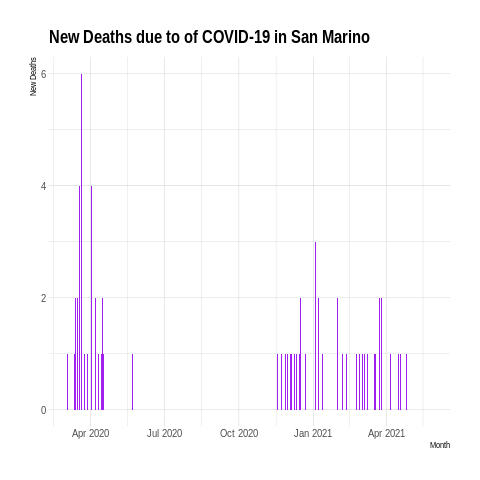 New Deaths due to of COVID-19 in San Marino
New Deaths
6
4
2
0
Apr 2020 Jul 2020 Oct 2020 Jan 2021 Apr 2021
Month